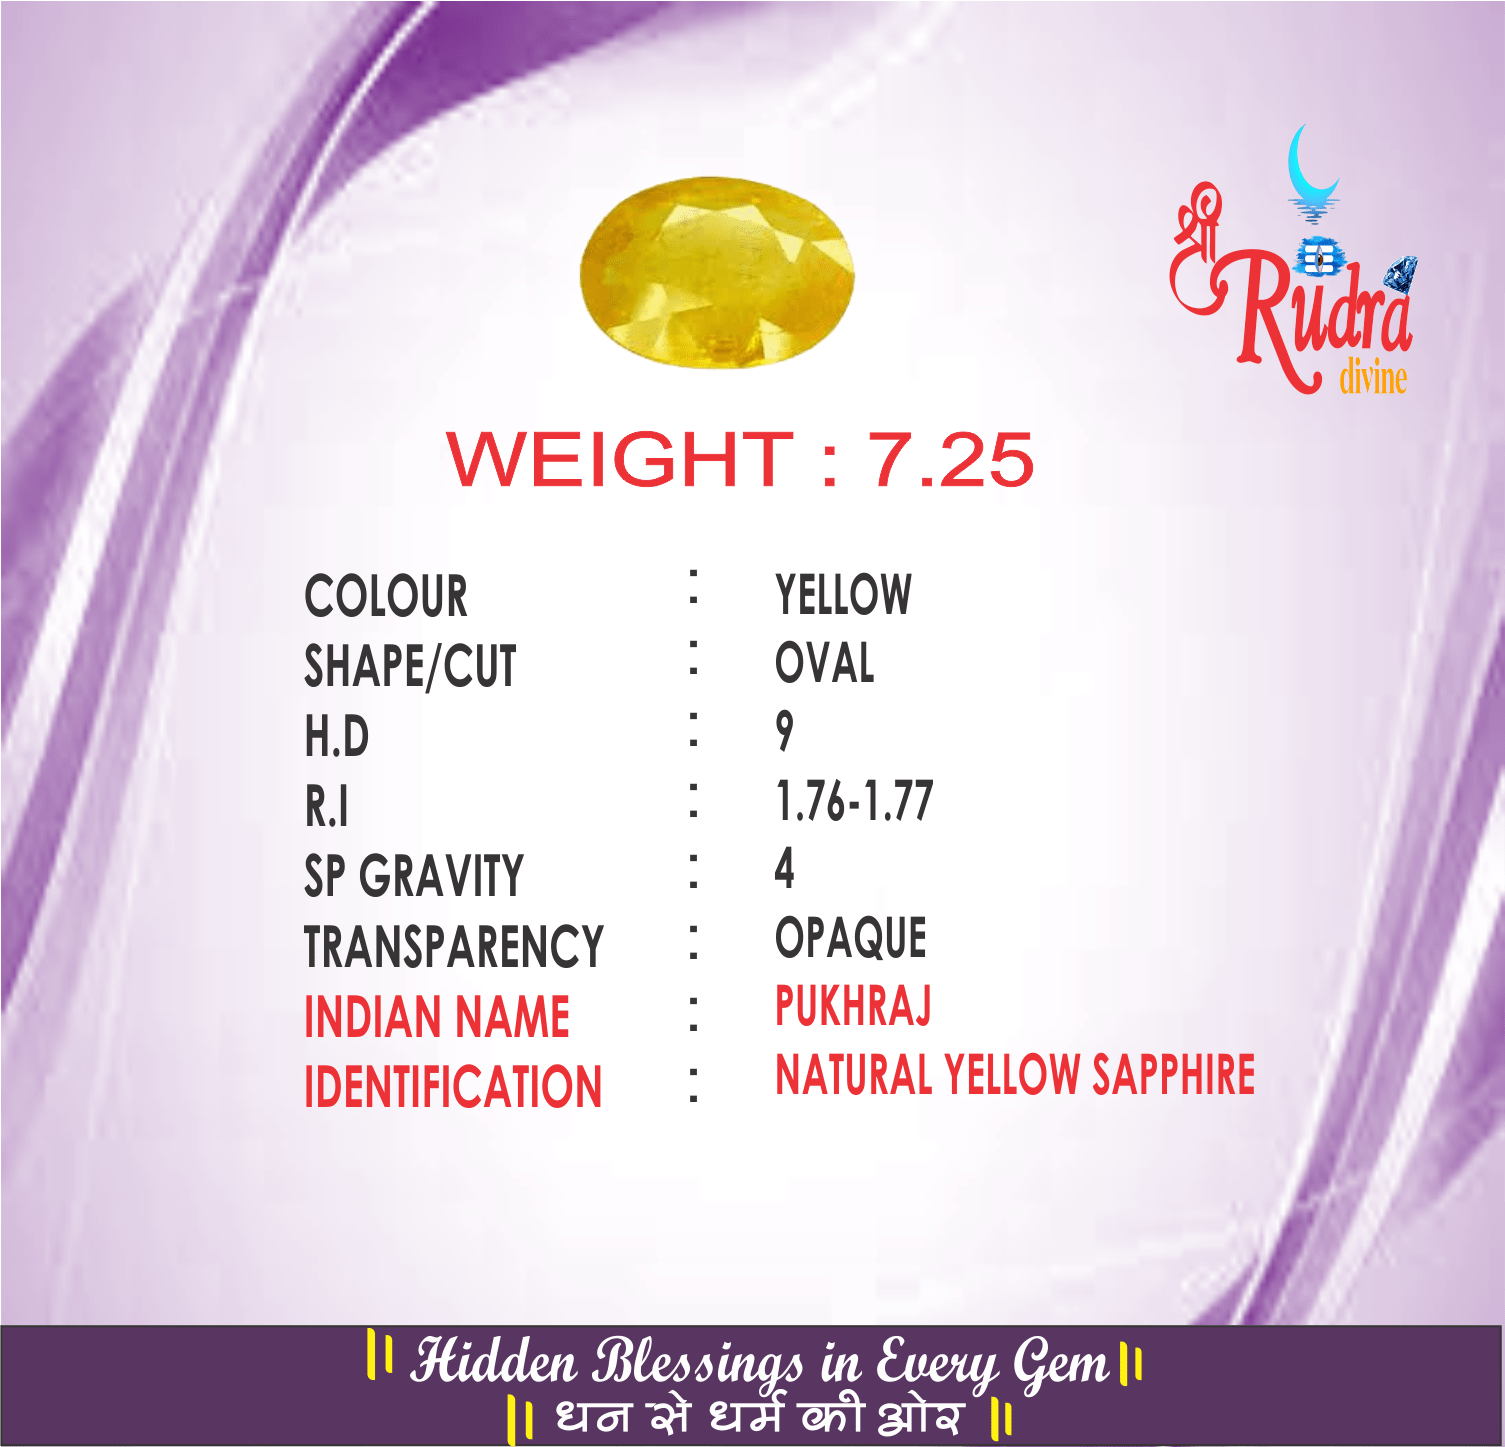 श्री Rudra
divine
WEIGHT : 7.25
COLOUR : YELLOW
SHAPE/CUT : OVAL
H.D : 9
R.I : 1.76-1.77
SP GRAVITY : 4
TRANSPARENCY : OPAQUE
INDIAN NAME : PUKHRAJ
IDENTIFICATION : NATURAL YELLOW SAPPHIRE
॥ Hidden Blessings in Every Gem ॥
॥ धन से धर्म की ओर ॥